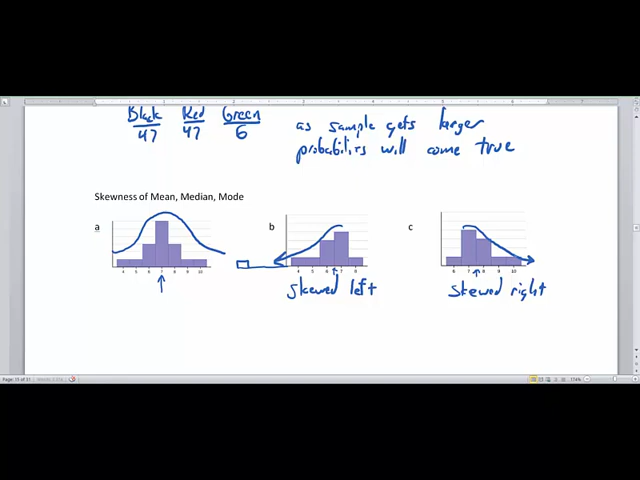 Black Red Green
47 47 6
as sample gets larger
probabilitis will come true
Skewness of Mean, Median, Mode
a b c
4 5 6 7 8 9 10
4 5 6 7 8
6 7 8 9 10
skewed left
skewed right